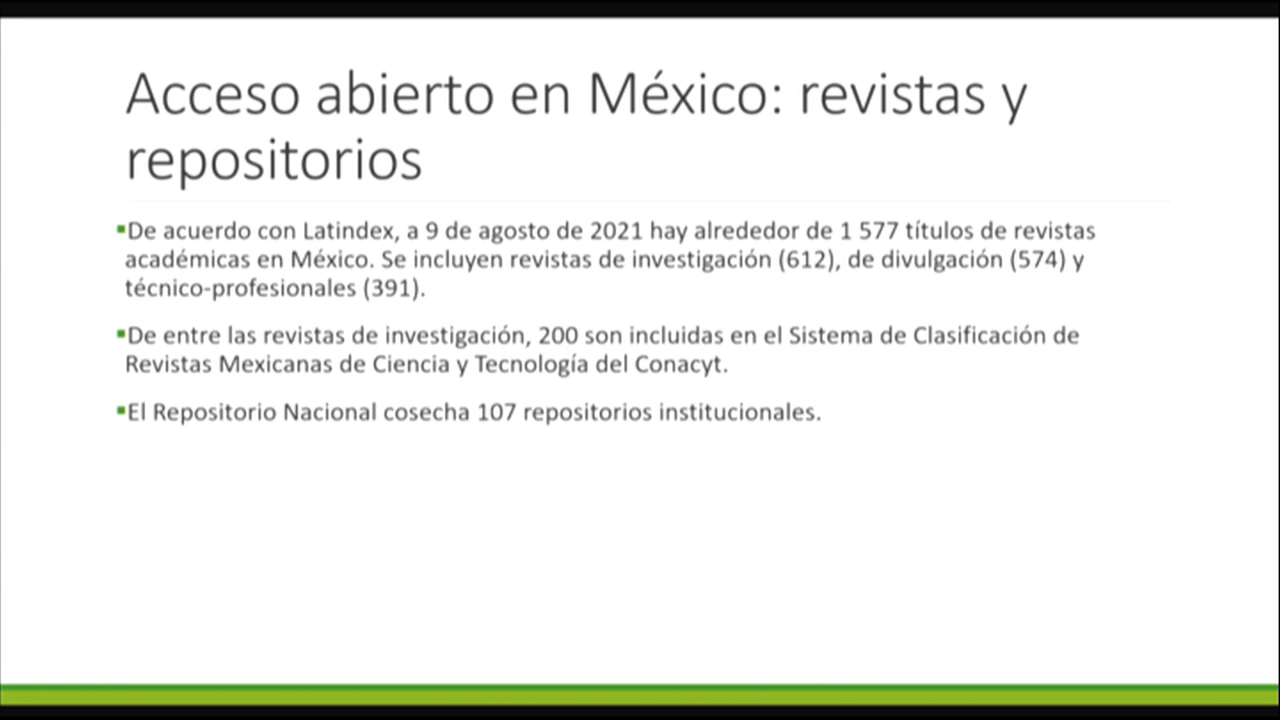 Acceso abierto en México: revistas y
repositorios
▪De acuerdo con Latindex, a 9 de agosto de 2021 hay alrededor de 1 577 títulos de revistas
académicas en México. Se incluyen revistas de investigación (612), de divulgación (574) y
técnico-profesionales (391).
▪De entre las revistas de investigación, 200 son incluidas en el Sistema de Clasificación de
Revistas Mexicanas de Ciencia y Tecnología del Conacyt.
▪El Repositorio Nacional cosecha 107 repositorios institucionales.